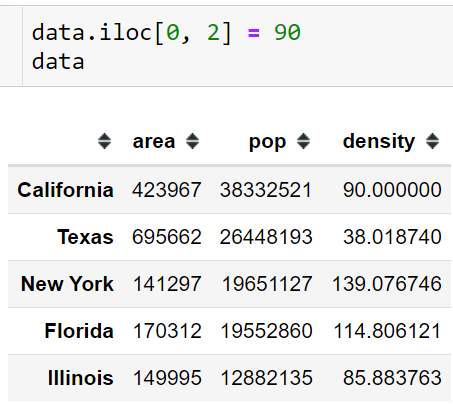 data.iloc[0, 2] = 90
data
area pop density
California 423967 38332521 90.000000
Texas 695662 26448193 38.018740
New York 141297 19651127 139.076746
Florida 170312 19552860 114.806121
Illinois 149995 12882135 85.883763